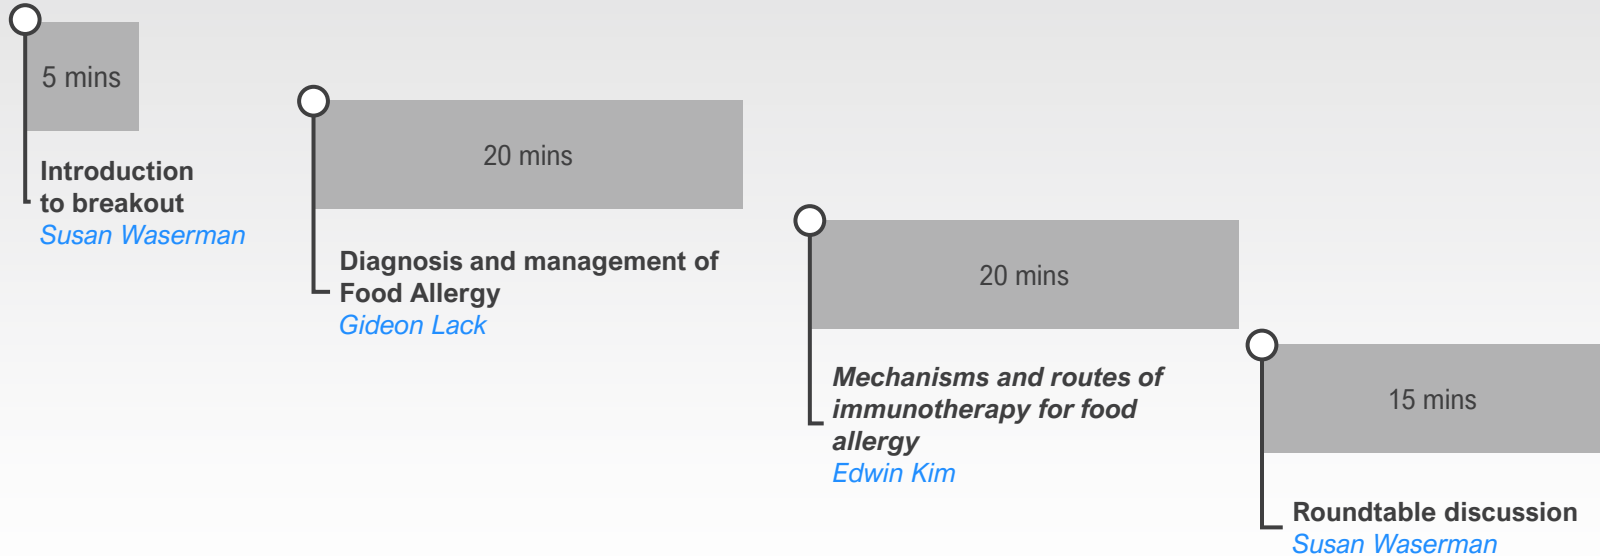 5 mins
Introduction
to breakout
Susan Waserman
20 mins
Diagnosis and management of
Food Allergy
Gideon Lack
20 mins
Mechanisms and routes of
immunotherapy for food
allergy
Edwin Kim
15 mins
Roundtable discussion
Susan Waserman